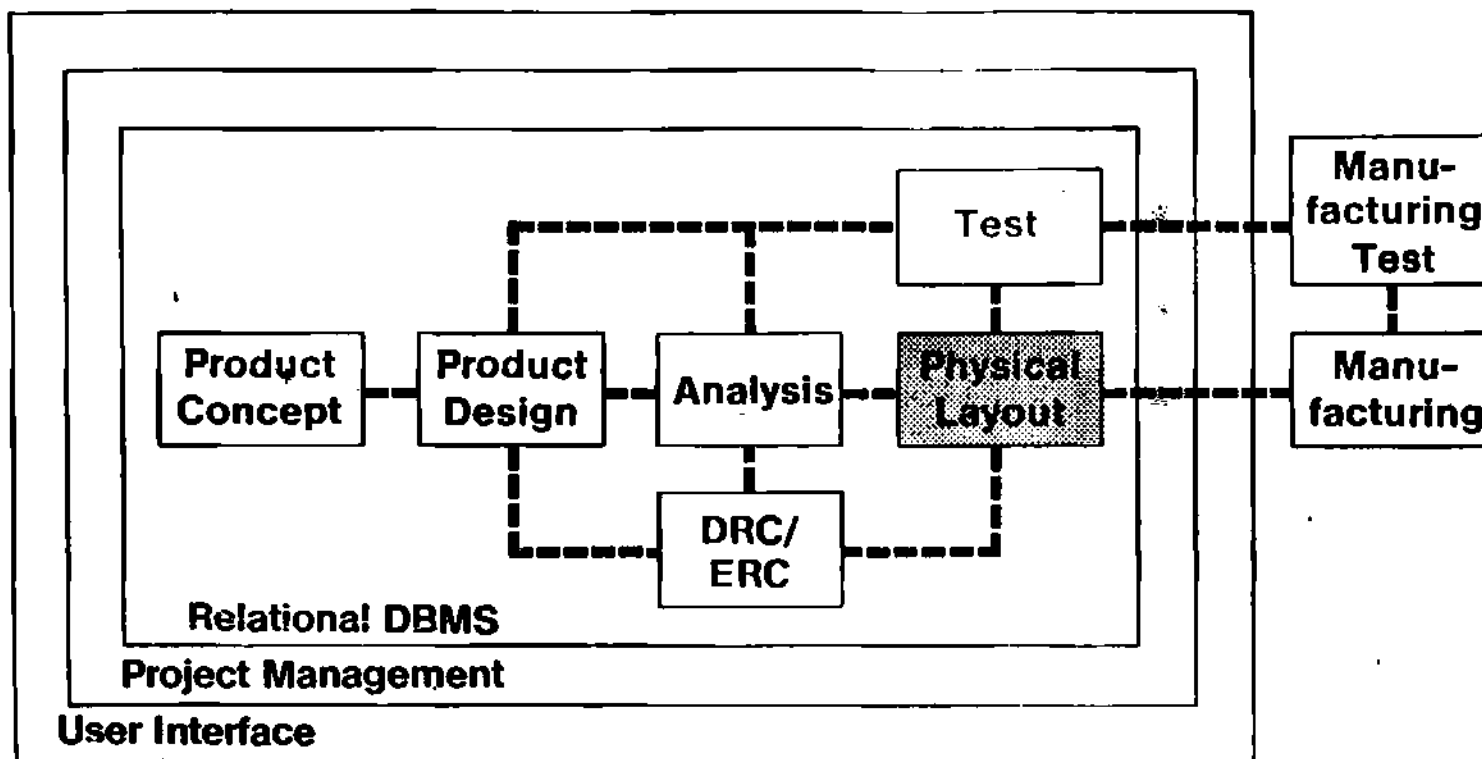 Manu-
facturing
Test
Test
Product
Concept
Product
Design
Analysis
Physical
Layout
Manu-
facturing
DRC/
ERC
Relational DBMS
Project Management
User Interface